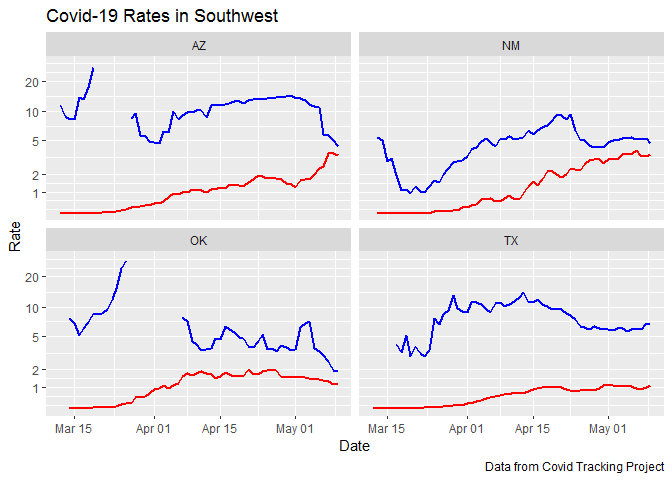 Covid-19 Rates in Southwest
AZ
NM
20
10
5
2
1
OK
TX
20
10
5
2
1
Rate
Mar 15
Apr 01
Apr 15
May 01
Mar 15
Apr 01
Apr 15
May 01
Date
Data from Covid Tracking Project